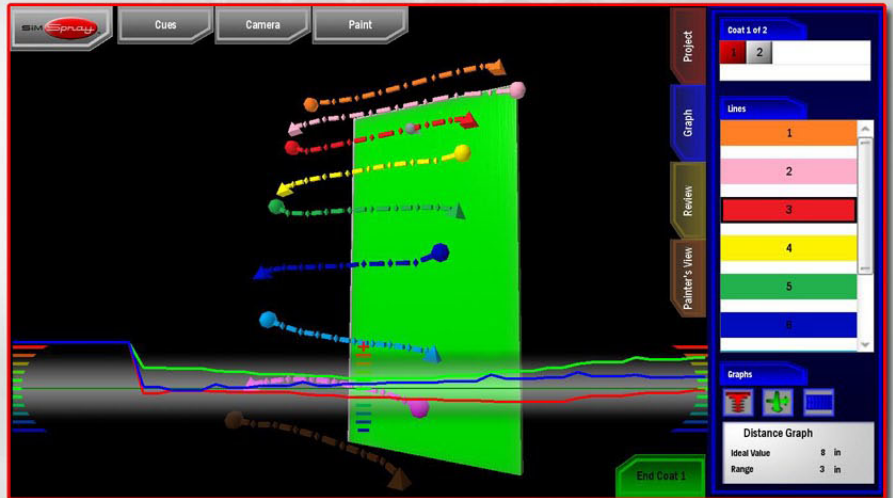 SIM Spray
Cues
Camera
Paint
Project
Graph
Review
Painter's View
Coat 1 of 2
1 2
Lines
1
2
3
4
5
6
Graphs
Distance Graph
Ideal Value 8 in
Range 3 in
End Coat 1